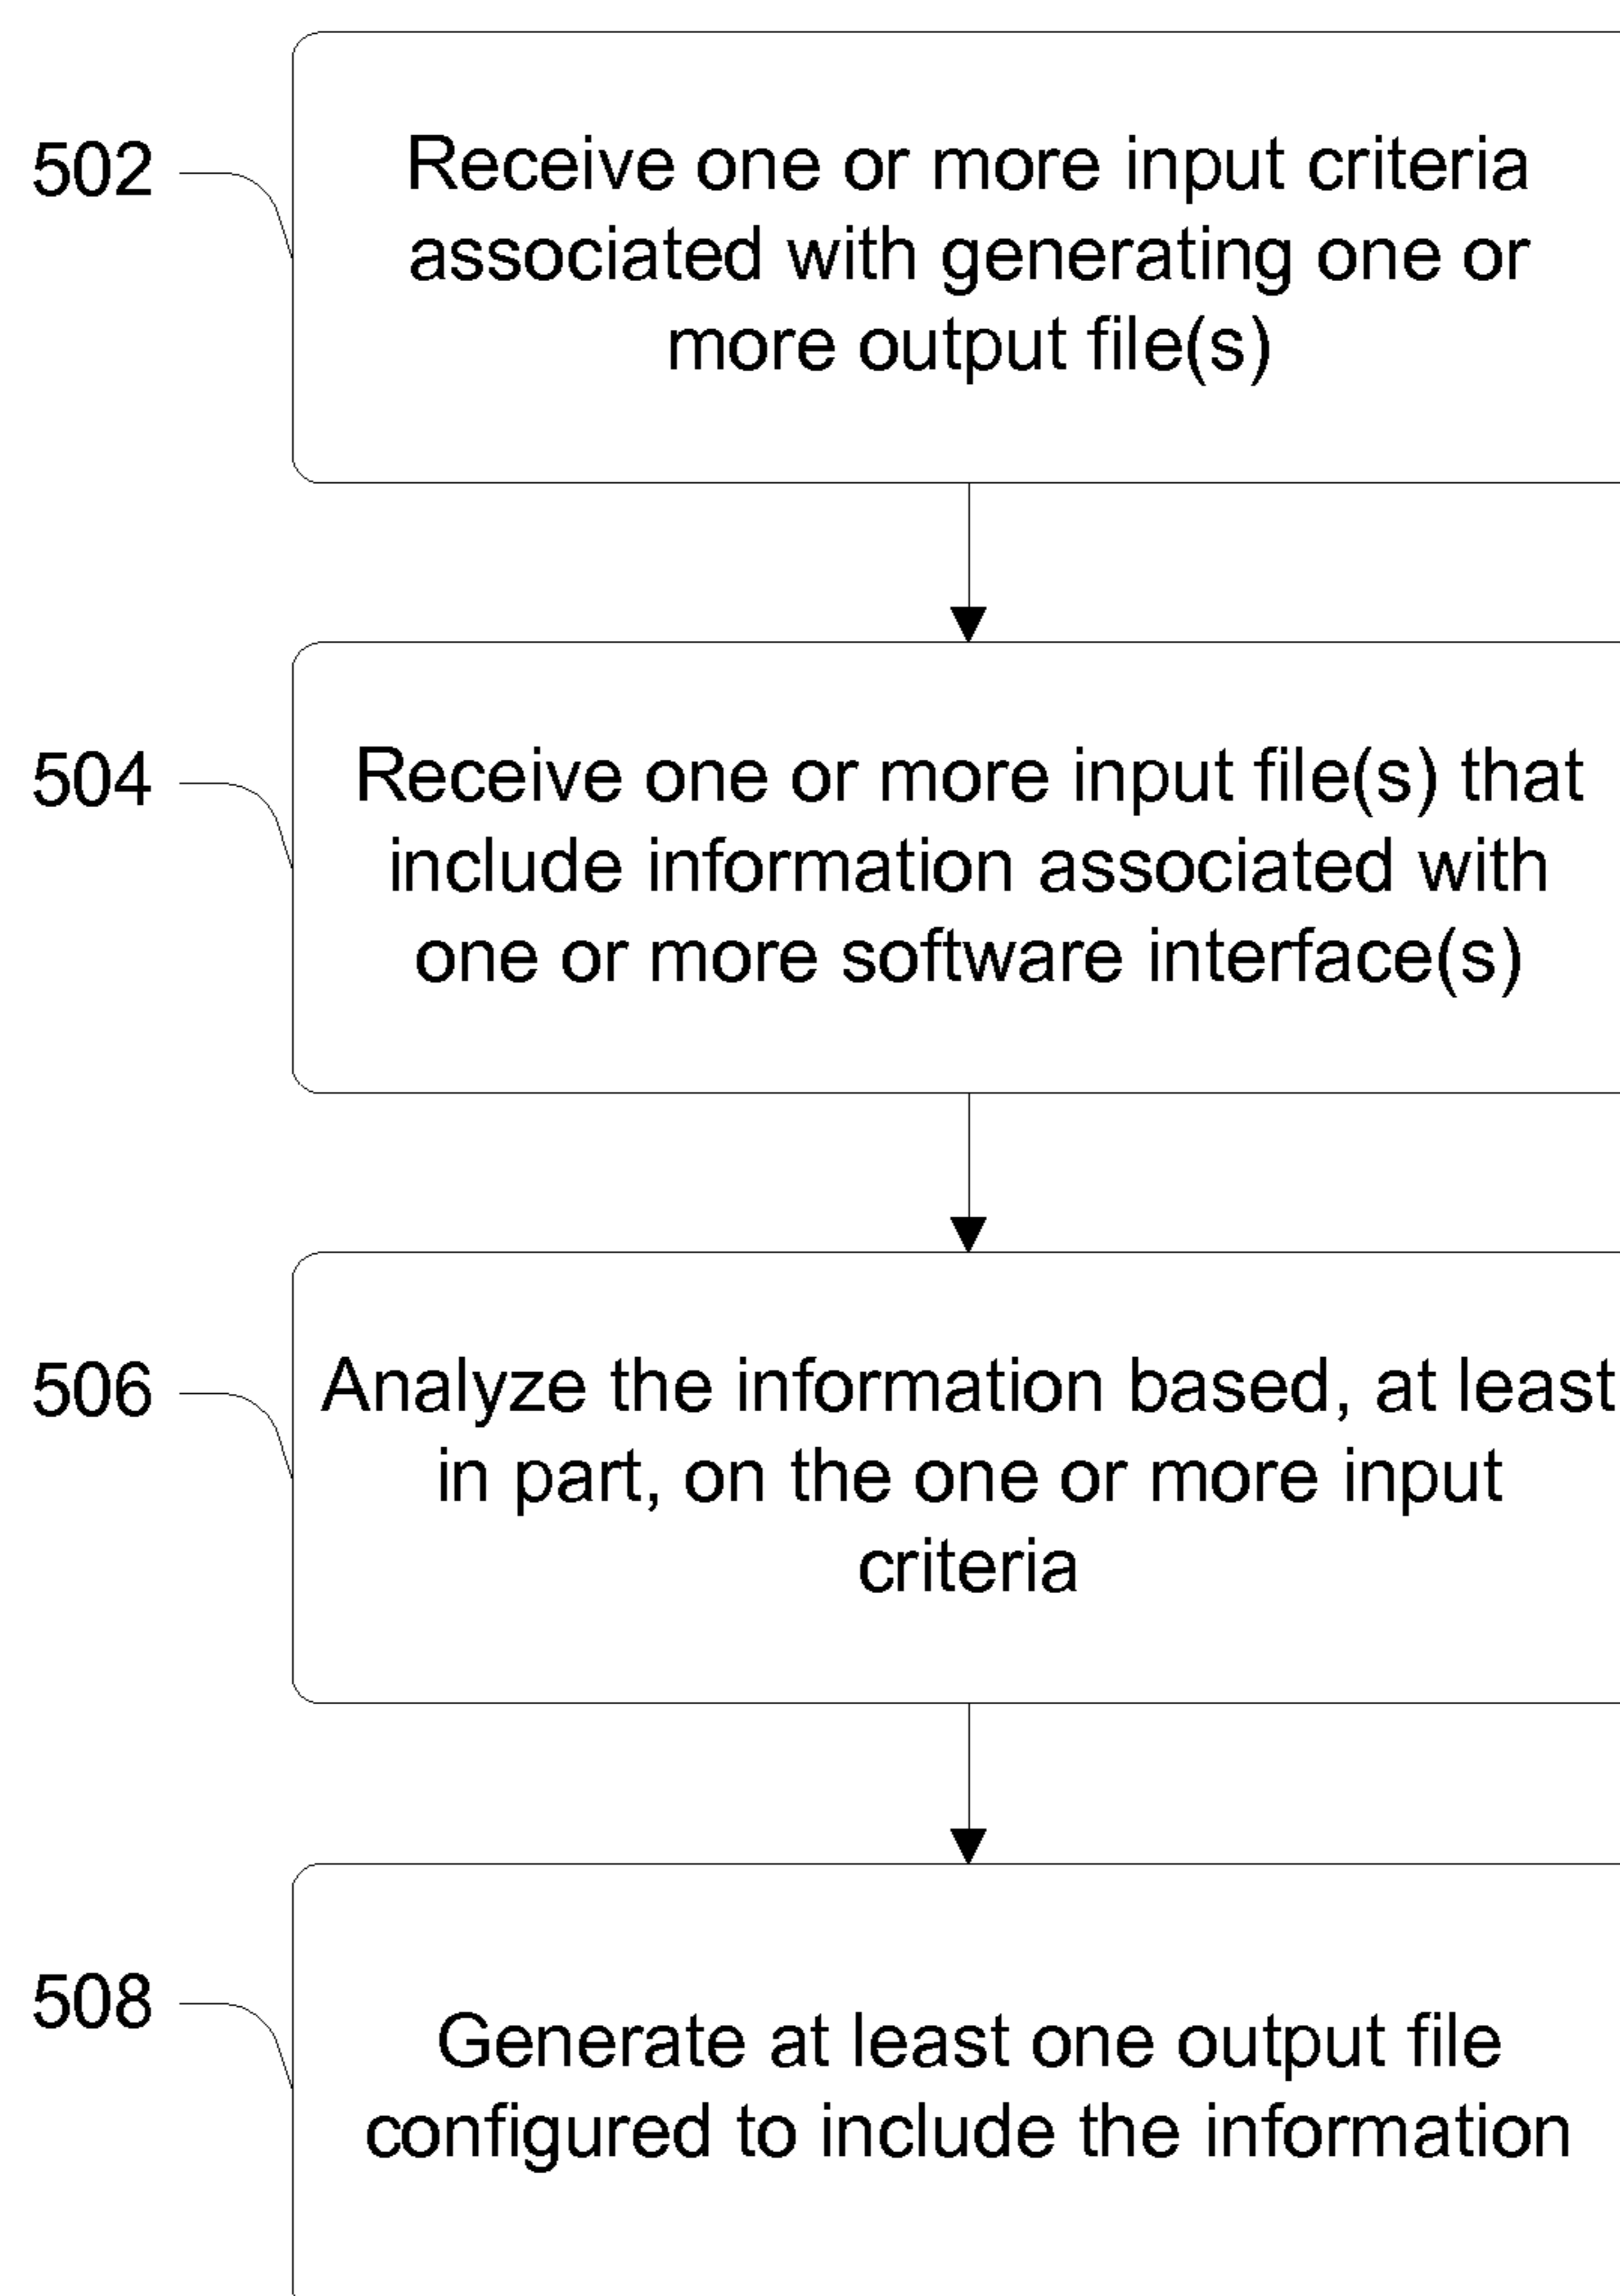 502
Receive one or more input criteria
associated with generating one or
more output file(s)
504
Receive one or more input file(s) that
include information associated with
one or more software interface(s)
506
Analyze the information based, at least
in part, on the one or more input
criteria
508
Generate at least one output file
configured to include the information